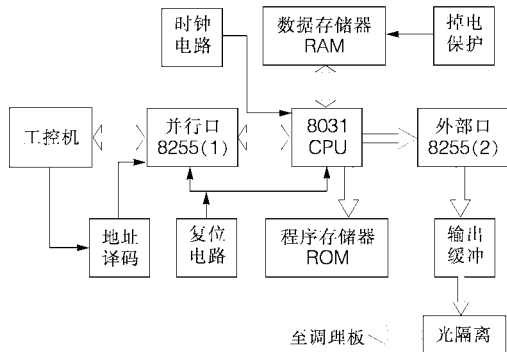 时钟
电路
数据存储器
RAM
掉电
保护
工控机
并行口
8255(1)
8031
CPU
外部口
8255(2)
地址
译码
复位
电路
程序存储器
ROM
输出
缓冲
至调理板
光隔离